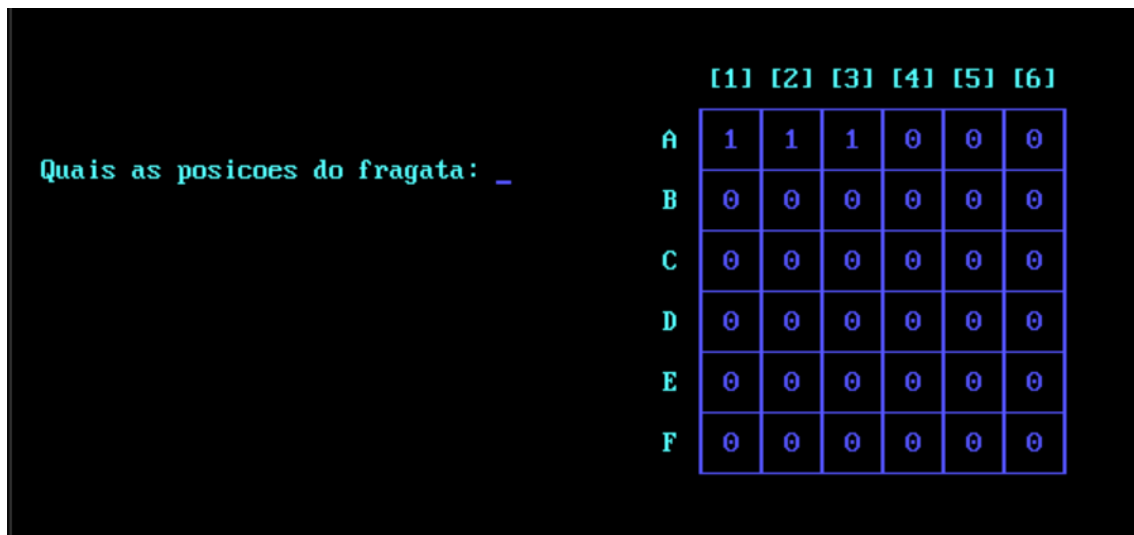 [1] [2] [3] [4] [5] [6]
A 1 1 1 0 0 0
Quais as posicoes do fragata: _
B 0 0 0 0 0 0
C 0 0 0 0 0 0
D 0 0 0 0 0 0
E 0 0 0 0 0 0
F 0 0 0 0 0 0